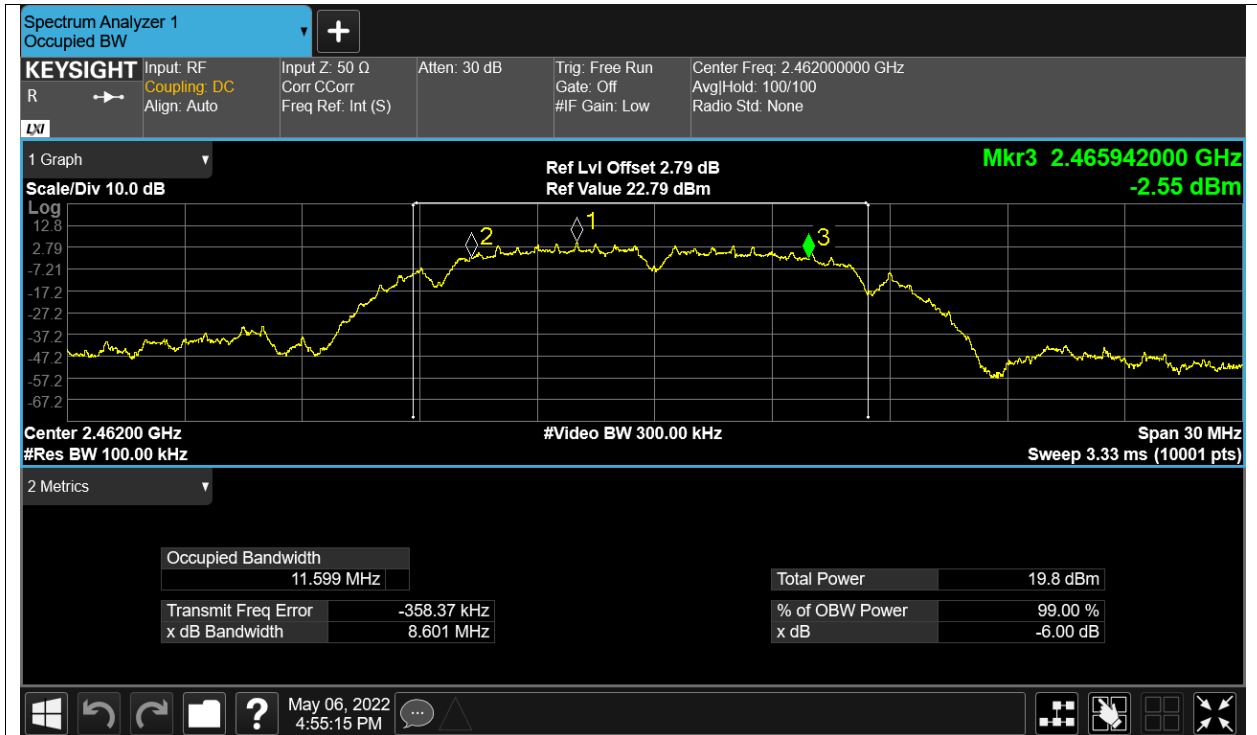 Spectrum Analyzer 1
Occupied BW
KEYSIGHT
R
LXI
Input: RF
Coupling: DC
Align: Auto
Input Z: 50 Ω
Corr CCorr
Freq Ref: Int (S)
Atten: 30 dB
Trig: Free Run
Gate: Off
#IF Gain: Low
Center Freq: 2.462000000 GHz
Avg|Hold: 100/100
Radio Std: None
1 Graph
Scale/Div 10.0 dB
Ref Lvl Offset 2.79 dB
Ref Value 22.79 dBm
Mkr3 2.465942000 GHz
-2.55 dBm
Log
12.8
2.79
-7.21
-17.2
-27.2
-37.2
-47.2
-57.2
-67.2
2
1
3
Center 2.46200 GHz
#Res BW 100.00 kHz
#Video BW 300.00 kHz
Span 30 MHz
Sweep 3.33 ms (10001 pts)
2 Metrics
Occupied Bandwidth
11.599 MHz
Transmit Freq Error -358.37 kHz
x dB Bandwidth 8.601 MHz
Total Power 19.8 dBm
% of OBW Power 99.00 %
x dB -6.00 dB
?
May 06, 2022
4:55:15 PM